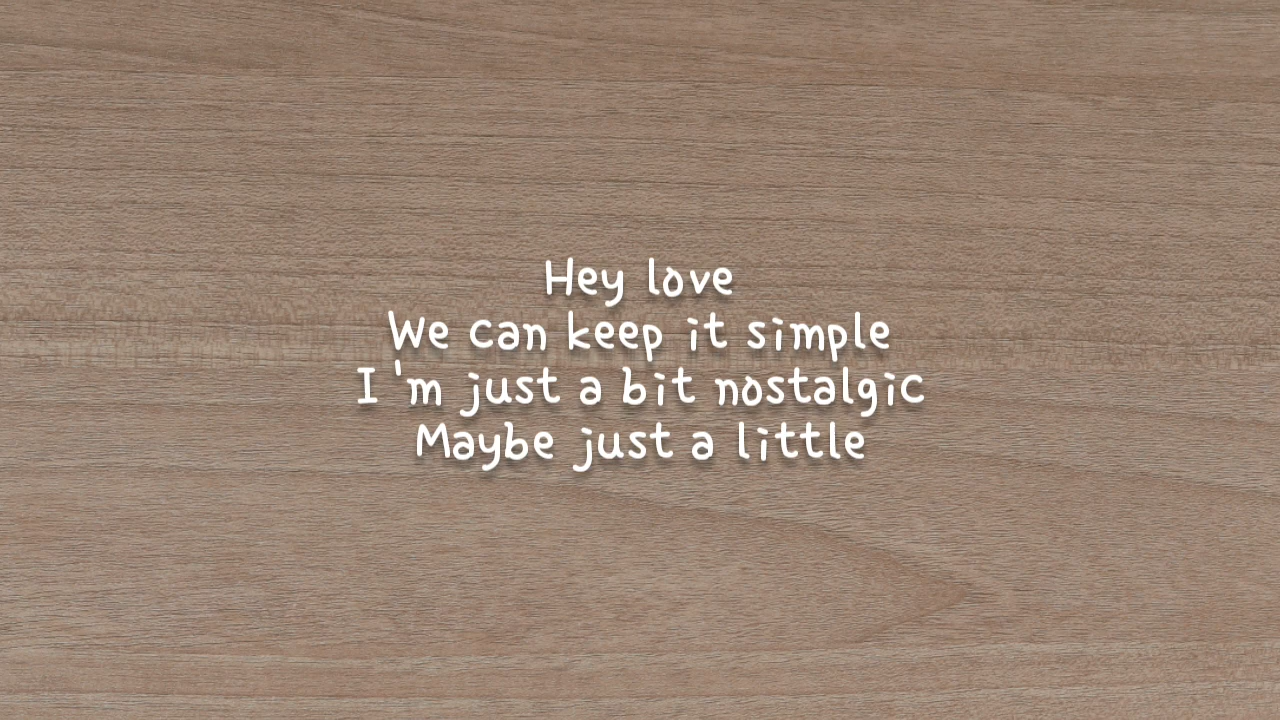 Hey love
We can keep it simple
I 'm just a bit nostalgic
Maybe just a little